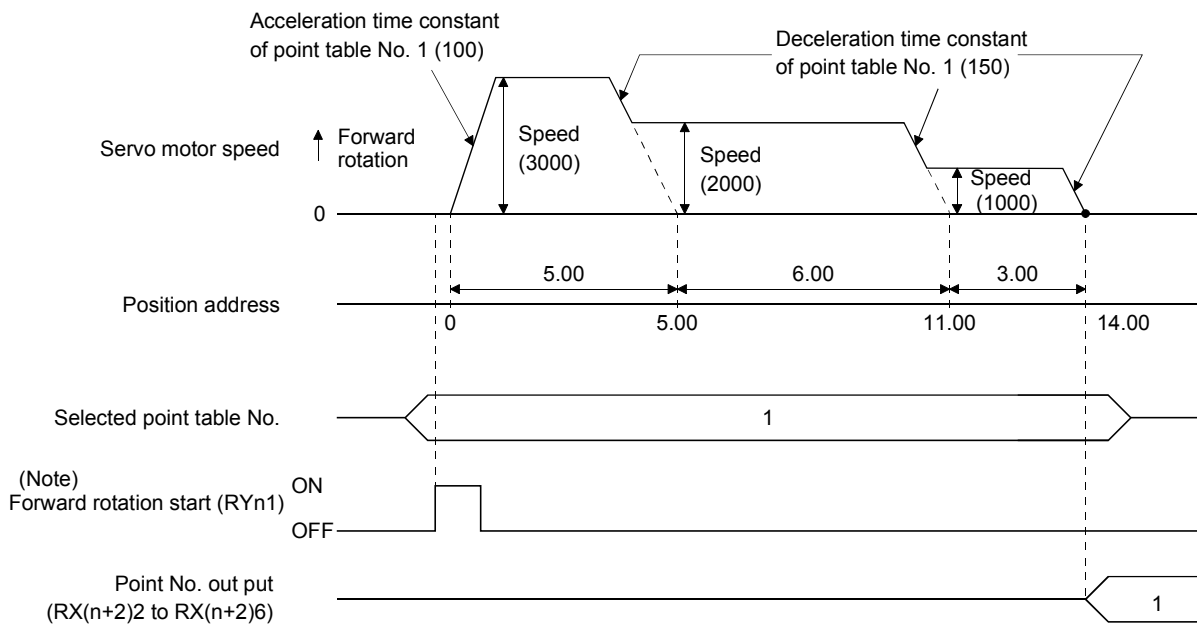 Acceleration time constant
of point table No. 1 (100)
Deceleration time constant
of point table No. 1 (150)
Servo motor speed
Forward
rotation
Speed
(3000)
Speed
(2000)
Speed
(1000)
0
5.00
6.00
3.00
Position address
0
5.00
11.00
14.00
Selected point table No.
1
(Note)
Forward rotation start (RYn1)
ON
OFF
Point No. out put
(RX(n+2)2 to RX(n+2)6)
1